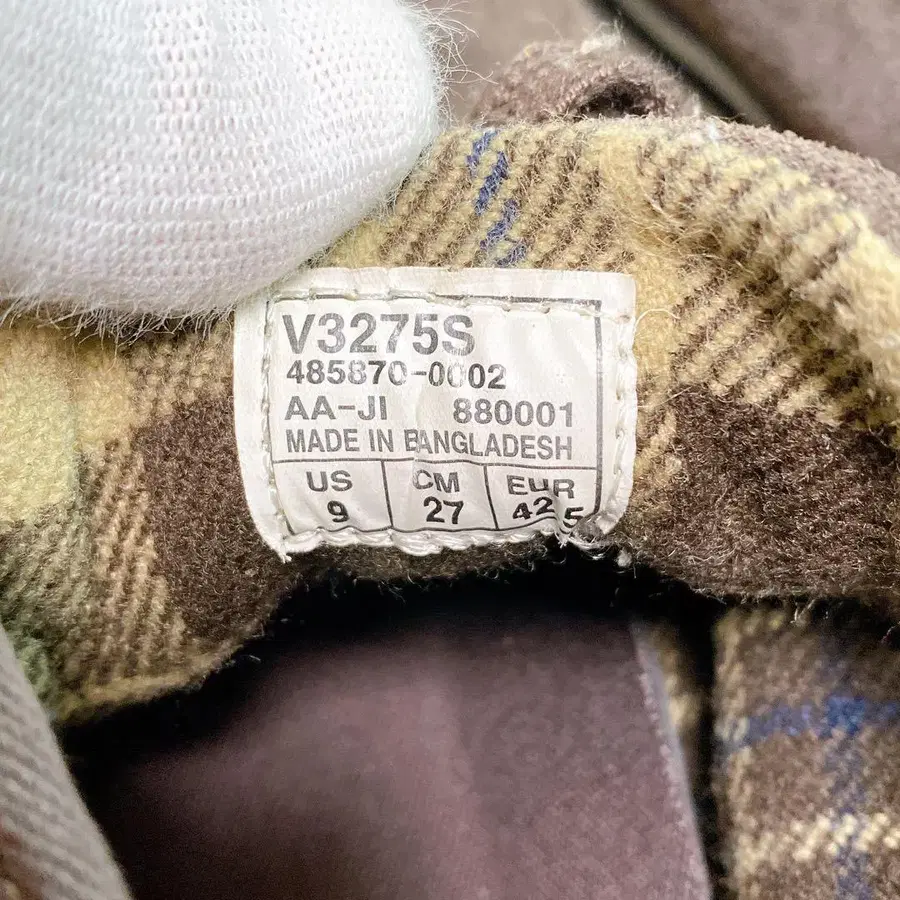 V3275S
485870-0002
AA-JI 880001
MADE IN BANGLADESH
US CM EUR
9 27 42.5